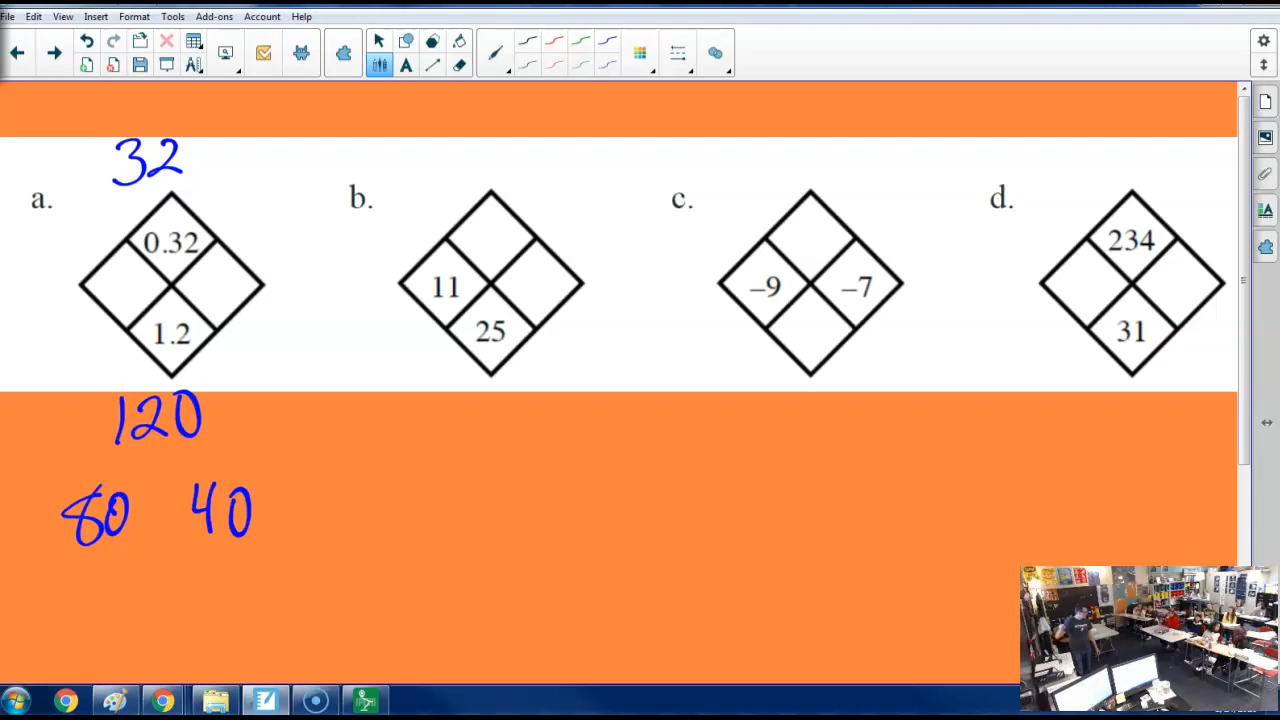 File Edit View Insert Format Tools Add-ons Account Help
32
a. b. c. d.
0.32 234
11 –9 –7
1.2 25 31
120
80 40